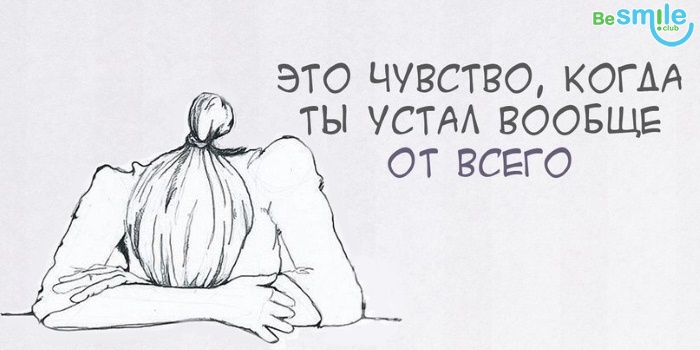 Be smile
.club
ЭТО ЧУВСТВО, КОГДА
ТЫ УСТАЛ ВООБЩЕ
ОТ ВСЕГО